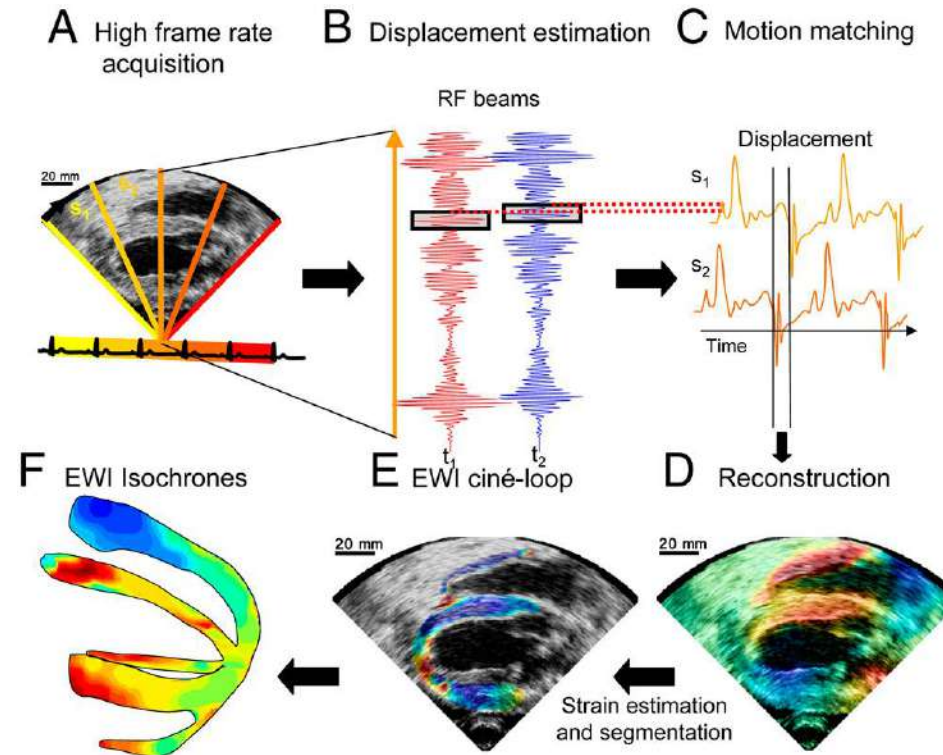 A High frame rate
acquisition
B Displacement estimation
C Motion matching
RF beams
20 mm
S₁
S₂
t₁
t₂
Displacement
S₁
S₂
Time
F EWI Isochrones
E EWI ciné-loop
D Reconstruction
20 mm
20 mm
Strain estimation
and segmentation